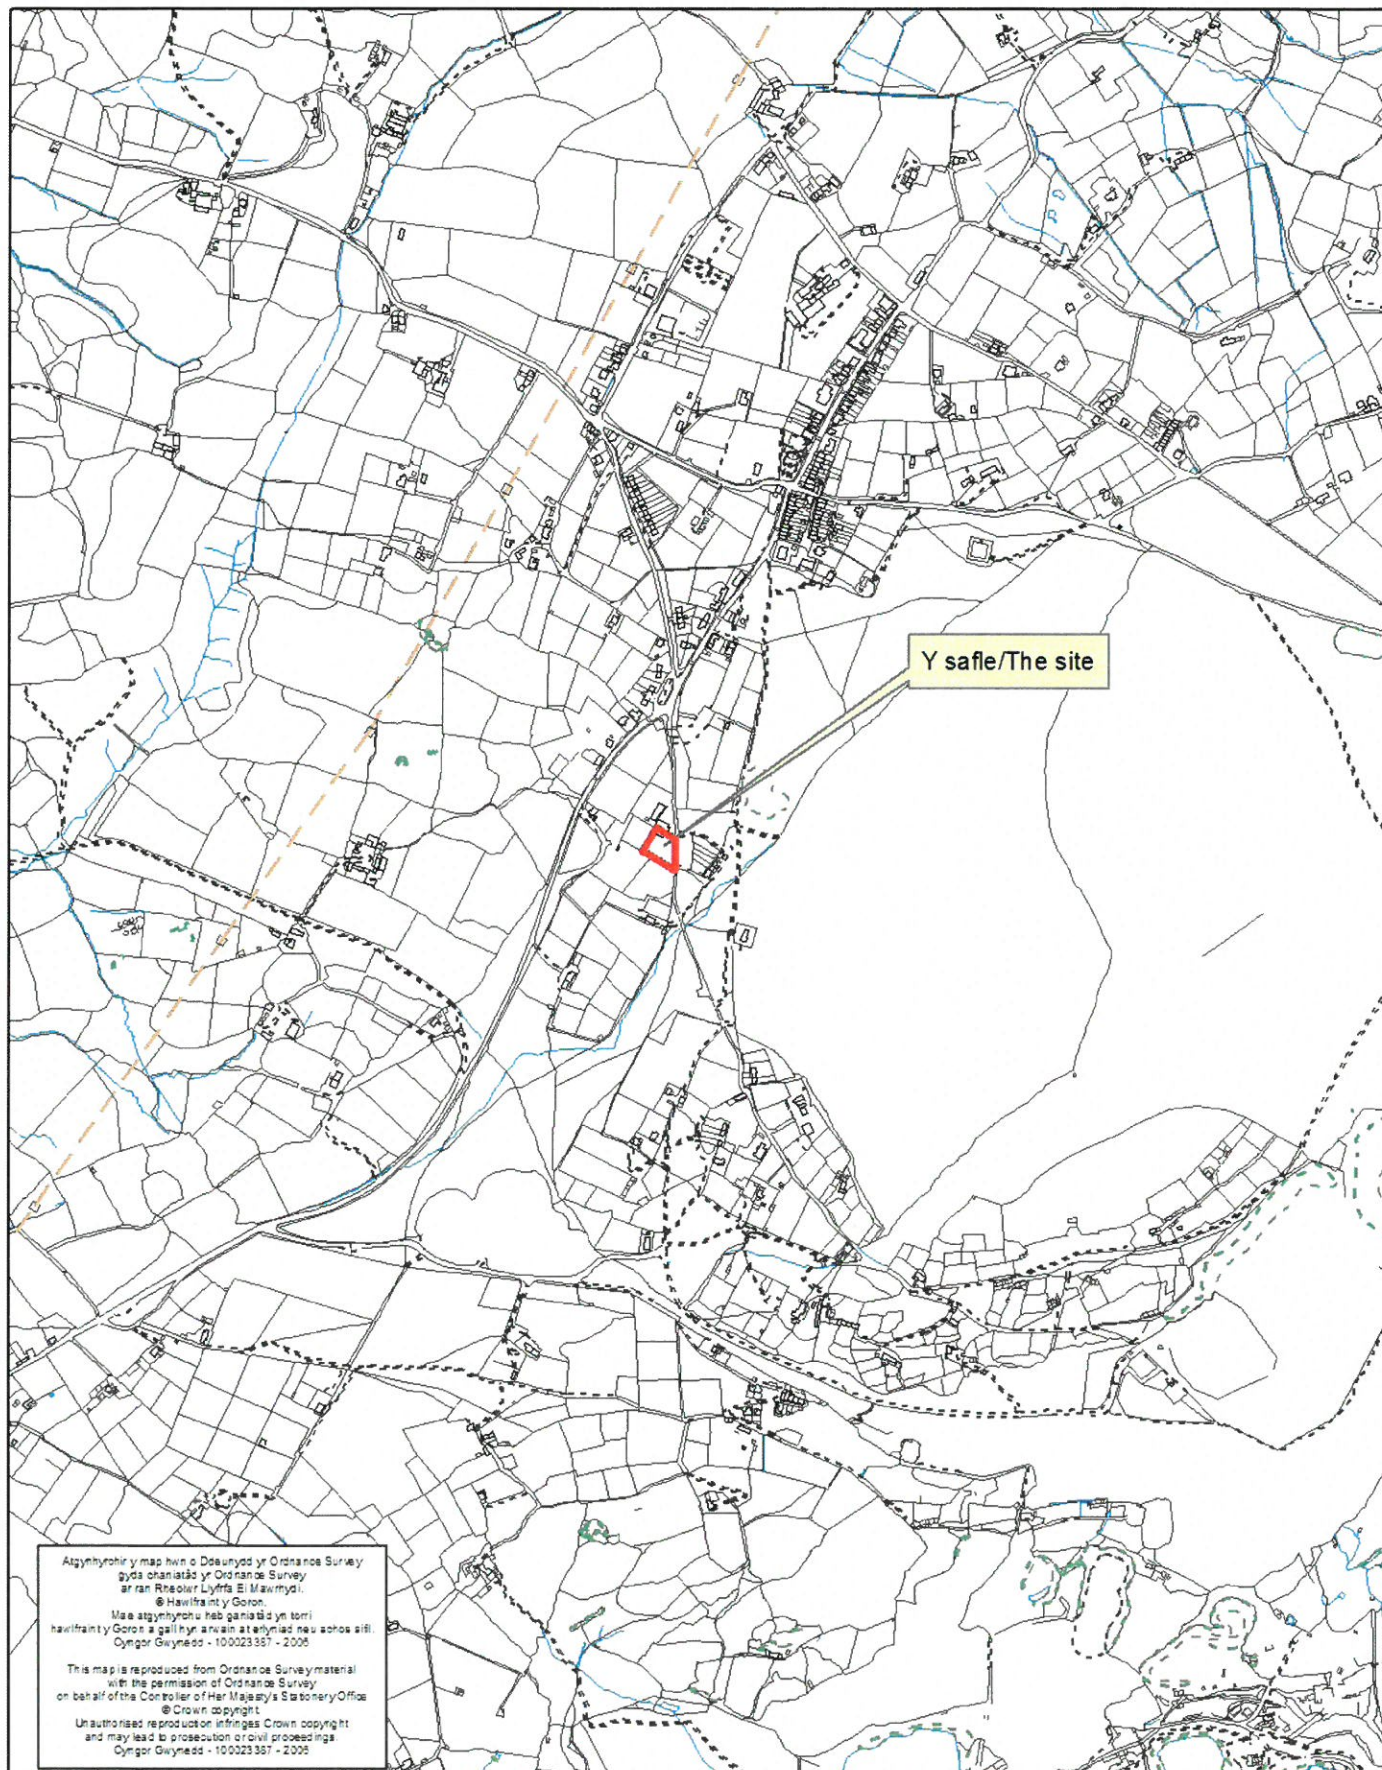 Y safle/The site
Atgynhyrchir y map hwn o Ddeunydd yr Ordnance Survey
gyda chaniatâd yr Ordnance Survey
ar ran Rheolwr Llyfrfa Ei Mawrhydi.
© Hawlfraint y Goron.
Mae atgynhyrchu heb ganiatâd yn torri
hawlfraint y Goron a gall hyn arwain at erlyniad neu achos sifil.
Cyngor Gwynedd - 100023387 - 2006
This map is reproduced from Ordnance Survey material
with the permission of Ordnance Survey
on behalf of the Controller of Her Majesty's Stationery Office
© Crown copyright.
Unauthorised reproduction infringes Crown copyright
and may lead to prosecution or civil proceedings.
Cyngor Gwynedd - 100023387 - 2006